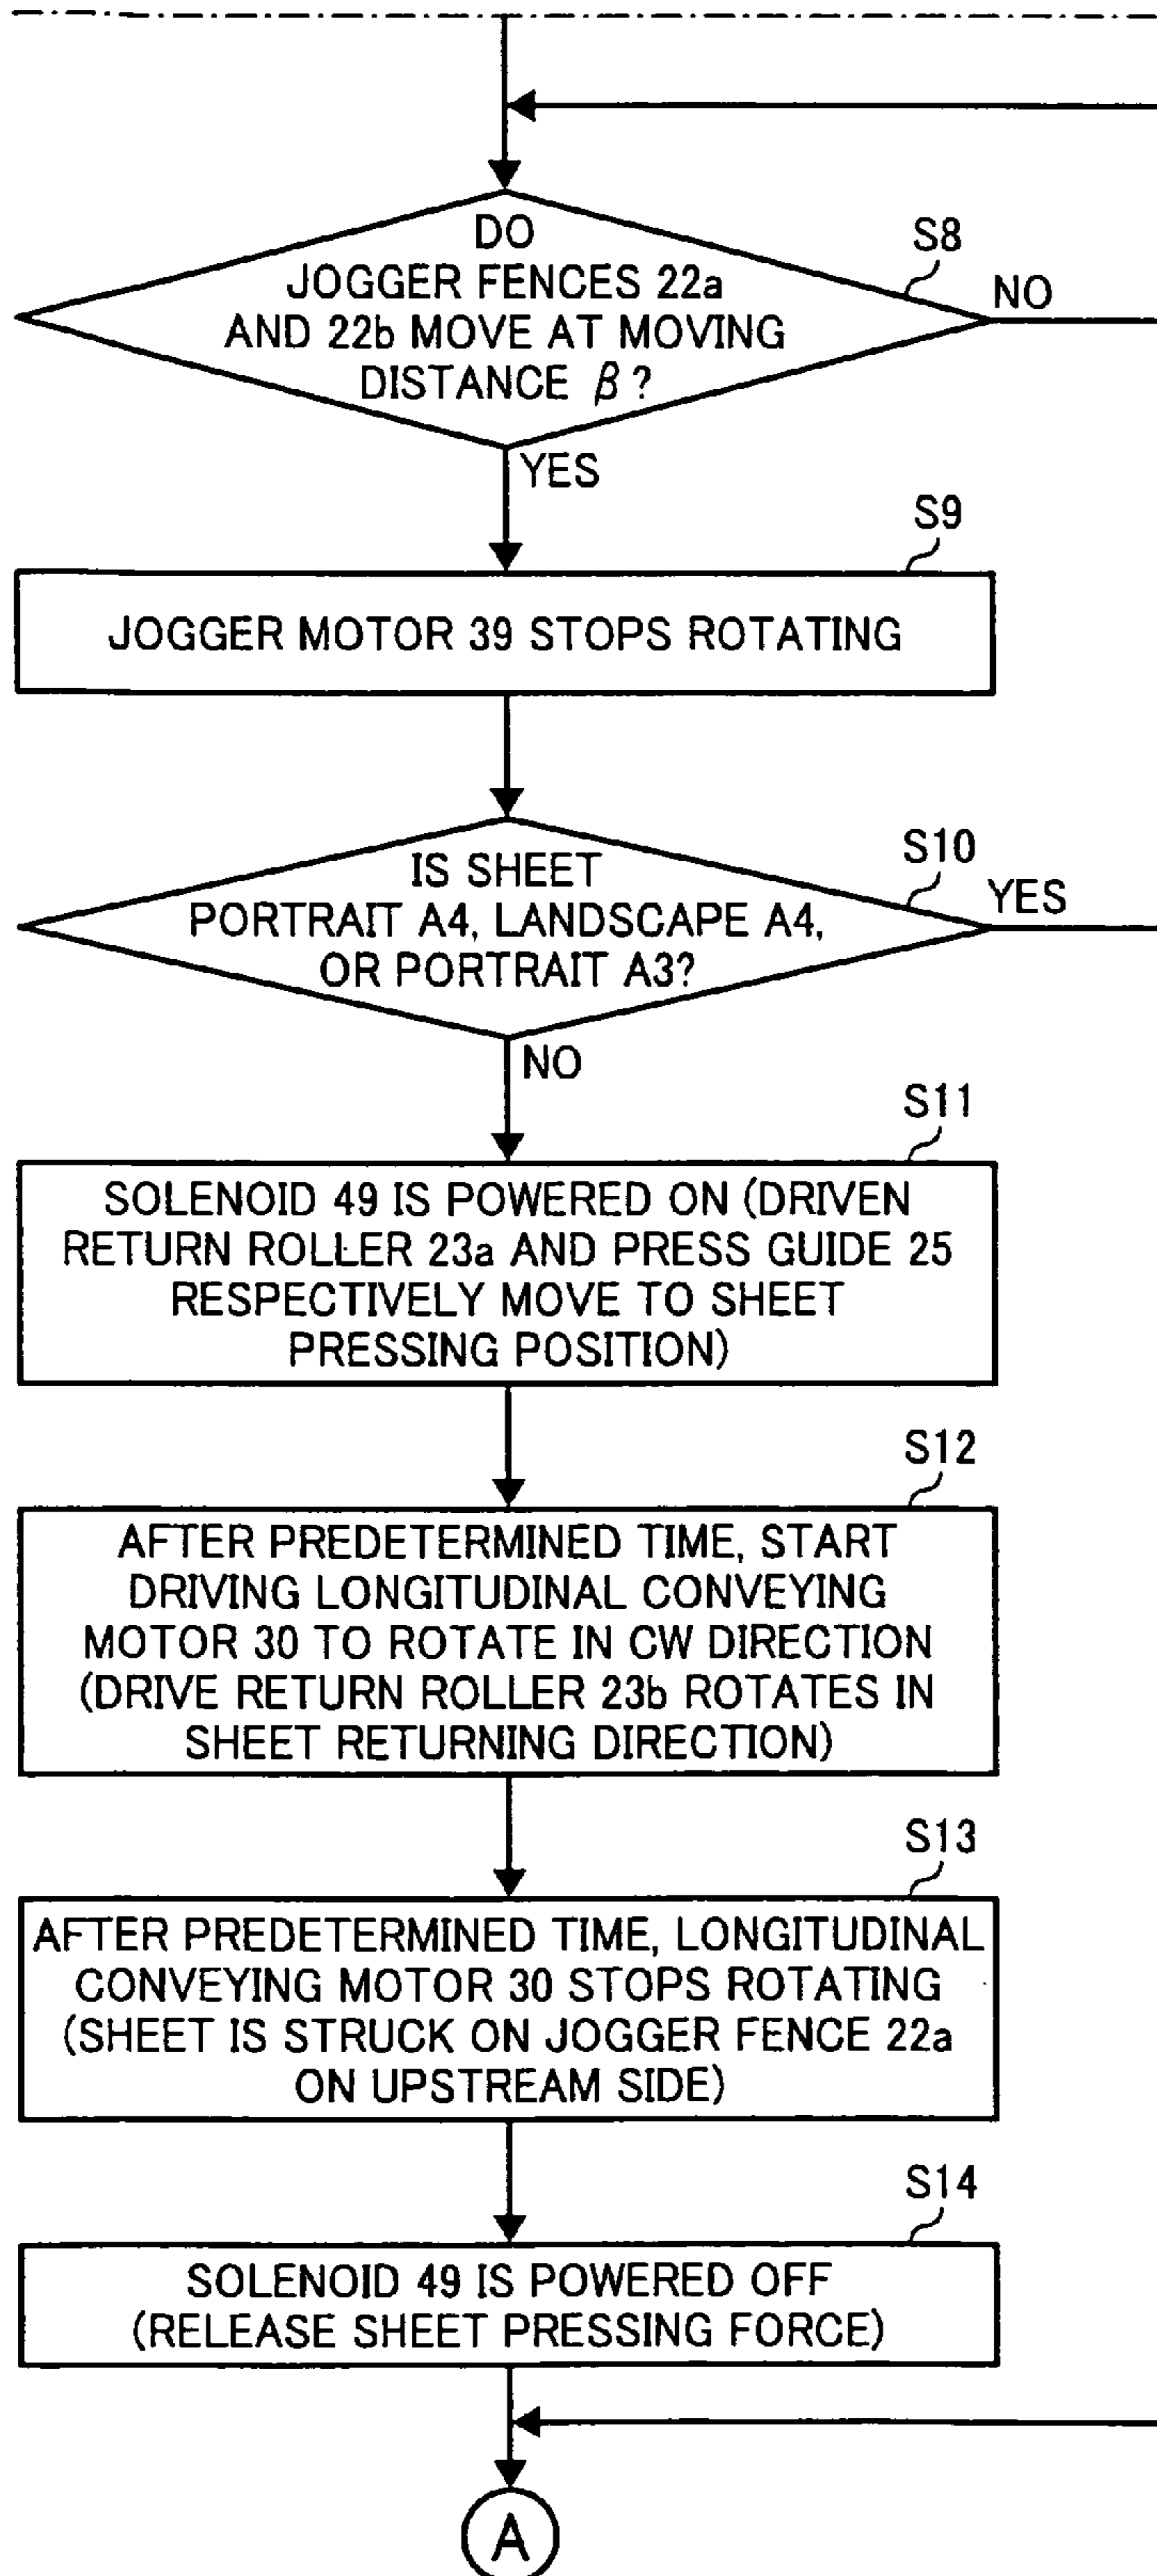 DO
JOGGER FENCES 22a
AND 22b MOVE AT MOVING
DISTANCE β?
S8
NO
YES
S9
JOGGER MOTOR 39 STOPS ROTATING
S10
IS SHEET
PORTRAIT A4, LANDSCAPE A4,
OR PORTRAIT A3?
YES
NO
S11
SOLENOID 49 IS POWERED ON (DRIVEN
RETURN ROLLER 23a AND PRESS GUIDE 25
RESPECTIVELY MOVE TO SHEET
PRESSING POSITION)
S12
AFTER PREDETERMINED TIME, START
DRIVING LONGITUDINAL CONVEYING
MOTOR 30 TO ROTATE IN CW DIRECTION
(DRIVE RETURN ROLLER 23b ROTATES IN
SHEET RETURNING DIRECTION)
S13
AFTER PREDETERMINED TIME, LONGITUDINAL
CONVEYING MOTOR 30 STOPS ROTATING
(SHEET IS STRUCK ON JOGGER FENCE 22a
ON UPSTREAM SIDE)
S14
SOLENOID 49 IS POWERED OFF
(RELEASE SHEET PRESSING FORCE)
A